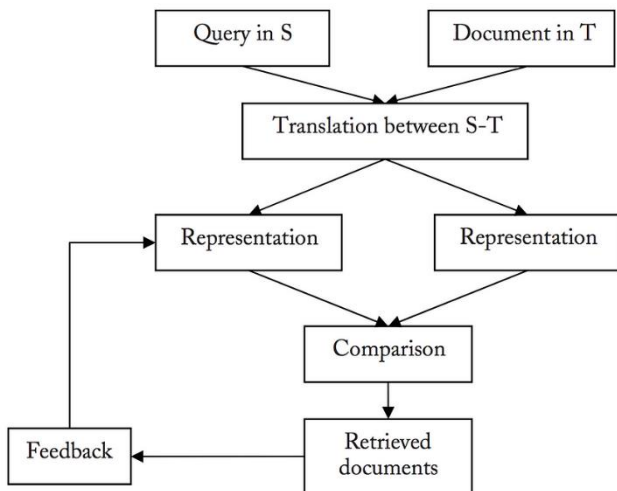 Query in S
Document in T
Translation between S-T
Representation
Representation
Comparison
Feedback
Retrieved
documents